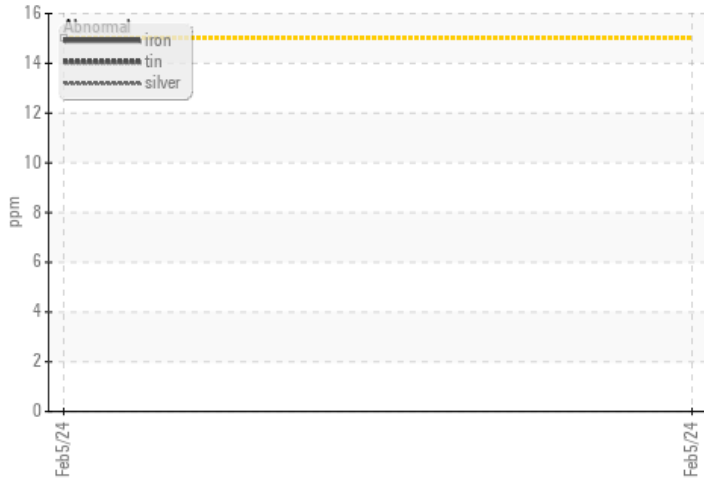 16
Abnormal
iron
tin
silver
14
12
10
8
6
4
2
0
ppm
Feb5/24
Feb5/24